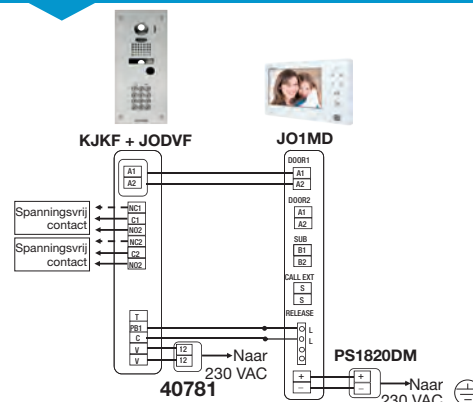 KJKF + JODVF
A1
A2
Spanningsvrij
contact
NC1
C1
NO2
Spanningsvrij
contact
NC2
C2
NO2
T
PB1
C
V
V
12
12
Naar
230 VAC
40781
JO1MD
DOOR1
A1
A2
DOOR2
A1
A2
SUB
B1
B2
CALL EXT
S
S
RELEASE
L
L
+
–
PS1820DM
+
–
Naar
230 VAC